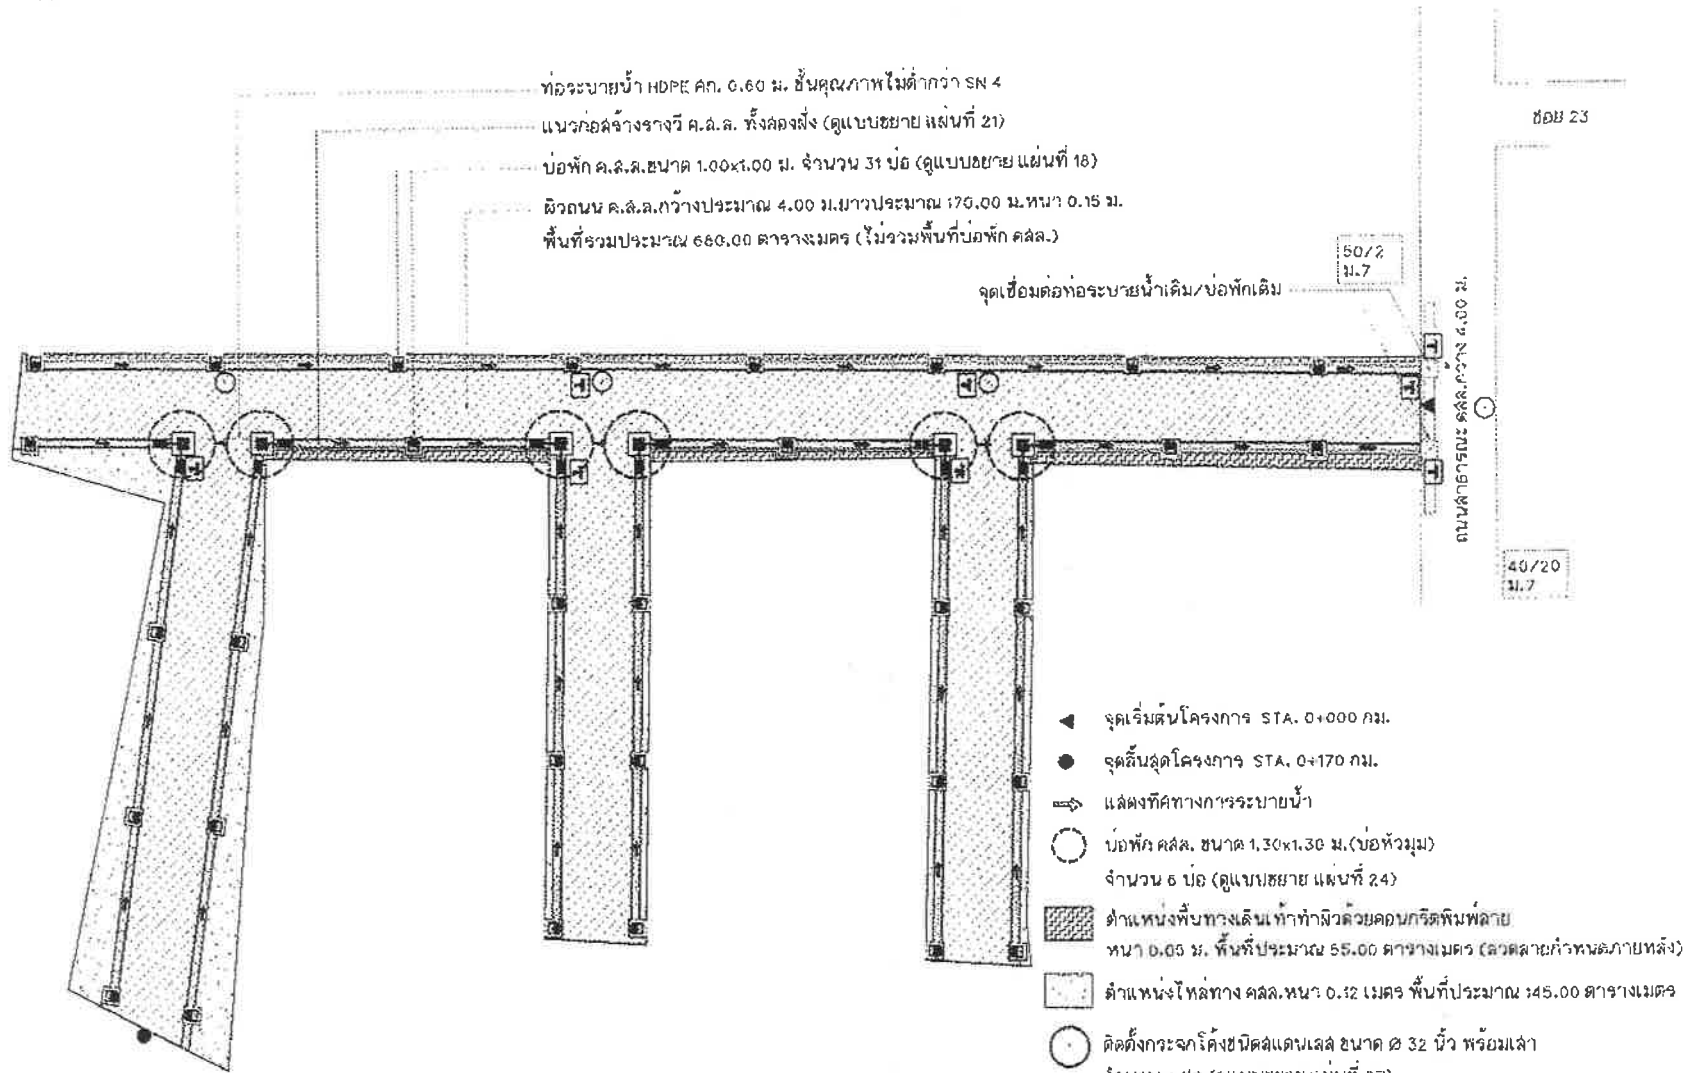 ท่อระบายน้ำ HDPE ศก. 0.60 ม. ชั้นคุณภาพไม่ต่ำกว่า SN 4
แนวก่อสร้างรางวี ค.ส.ล. ทั้งสองฝั่ง (ดูแบบขยาย แผ่นที่ 21)
บ่อพัก ค.ส.ล.ขนาด 1.00x1.00 ม. จำนวน 31 บ่อ (ดูแบบขยาย แผ่นที่ 18)
ผิวถนน ค.ส.ล.กว้างประมาณ 4.00 ม.ยาวประมาณ 170.00 ม.หนา 0.15 ม.
พื้นที่รวมประมาณ 680.00 ตารางเมตร (ไม่รวมพื้นที่บ่อพัก คสล.)
ซอย 23
50/2
ม.7
จุดเชื่อมต่อท่อระบายน้ำเดิม/บ่อพักเดิม
ถนนสาธารณะ คสล.กว้าง 4.00 ม.
40/20
ม.7
จุดเริ่มต้นโครงการ STA. 0+000 กม.
จุดสิ้นสุดโครงการ STA. 0+170 กม.
แสดงทิศทางการระบายน้ำ
บ่อพัก คสล. ขนาด 1.30x1.30 ม.(บ่อหัวมุม)
จำนวน 6 บ่อ (ดูแบบขยาย แผ่นที่ 24)
ตำแหน่งพื้นทางเดินเท้าทำผิวด้วยคอนกรีตพิมพ์ลาย
หนา 0.05 ม. พื้นที่ประมาณ 55.00 ตารางเมตร (ลวดลายกำหนดภายหลัง)
ตำแหน่งไหล่ทาง คสล.หนา 0.12 เมตร พื้นที่ประมาณ 145.00 ตารางเมตร
ติดตั้งกระจกโค้งชนิดสแตนเลส ขนาด Ø 32 นิ้ว พร้อมเสา